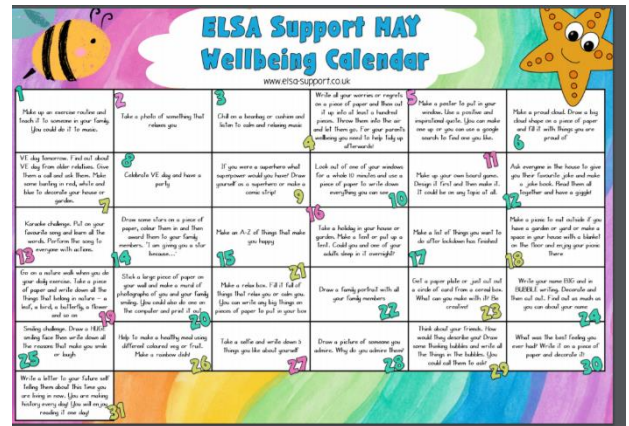 ELSA Support MAY
Wellbeing Calendar
www.elsa-support.co.uk
1
Make up an exercise routine and
teach it to someone in your family.
You could do it to music.
2
Take a photo of something that
relaxes you
3
Chill on a beanbag or cushion and
listen to calm and relaxing music
4
Write all your worries or regrets
on a piece of paper and then cut
it up into at least a hundred
pieces. Throw them into the air
and let them go. For your parents
wellbeing you need to help tidy
afterwards!
5
Make a poster to put in your
window. Use a positive and
inspirational quote. You can make
one up or you can use a google
search to find one you like.
6
Make a proud cloud. Draw a big
cloud shape on a piece of paper
and fill it with things you are
proud of
7
VE day tomorrow. Find out about
VE day from older relatives. Give
them a call and ask them. Make
some bunting in red, white and
blue to decorate your house or
garden.
8
Celebrate VE day and have a
party
9
If you were a superhero what
superpower would you have? Draw
yourself as a superhero or make a
comic strip!
10
Look out of one of your windows
for a whole 10 minutes and use a
piece of paper to write down
everything you can see
11
Make up your own board game.
Design it first and then make it.
It could be on any topic at all.
12
Ask everyone in the house to give
you their favourite joke and make
a joke book. Read them all
together and have a giggle!
13
Karaoke challenge. Put on your
favourite song and learn all the
words. Perform the song to
everyone with actions.
14
Draw some stars on a piece of
paper, colour them in and then
award them to your family
members. 'I am giving you a star
because...'
15
Make an A-Z of things that make
you happy
16
Take a holiday in your house or
garden. Make a tent or put up a
tent. Could you and one of your
adults sleep in it overnight?
17
Make a list of things you want to
do after lockdown has finished
18
Make a picnic to eat outside if you
have a garden or yard or make a
space in your house with a blanket
on the floor and enjoy your picnic
there
19
Go on a nature walk when you do
your daily exercise. Take a piece
of paper and write down all the
things that belong in nature – a
leaf, a bird, a butterfly, a flower
and so on
20
Stick a large piece of paper on
your wall and make a mural of
photographs of you and your family
smiling. You could also do one on
the computer and print it out
21
Make a relax box. Fill it full of
things that relax you or calm you.
You can write any big things on
pieces of paper to put in your box
22
Draw a family portrait with all
your family members
23
Get a paper plate or just cut out
a circle of card from a cereal box.
What can you make with it? Be
creative!
24
Write your name BIG and in
BUBBLE writing. Decorate and
then cut out. Find out as much as
you can about your name
25
Smiling challenge. Draw a HUGE
smiling face then write down all
the reasons that make you smile
or laugh
26
Help to make a healthy meal using
different coloured veg or fruit.
Make a rainbow dish!
27
Take a selfie and write down 5
things you like about yourself
28
Draw a picture of someone you
admire. Why do you admire them?
29
Think about your friends. How
would they describe you? Draw
some thinking bubbles and write all
the things in the bubbles. You
could call them to ask!
30
What was the best feeling you
ever had? Write it on a piece of
paper and decorate it!
31
Write a letter to your future self
telling them about this time you
are living in now. You are making
history every day! You will enjoy
reading it one day!